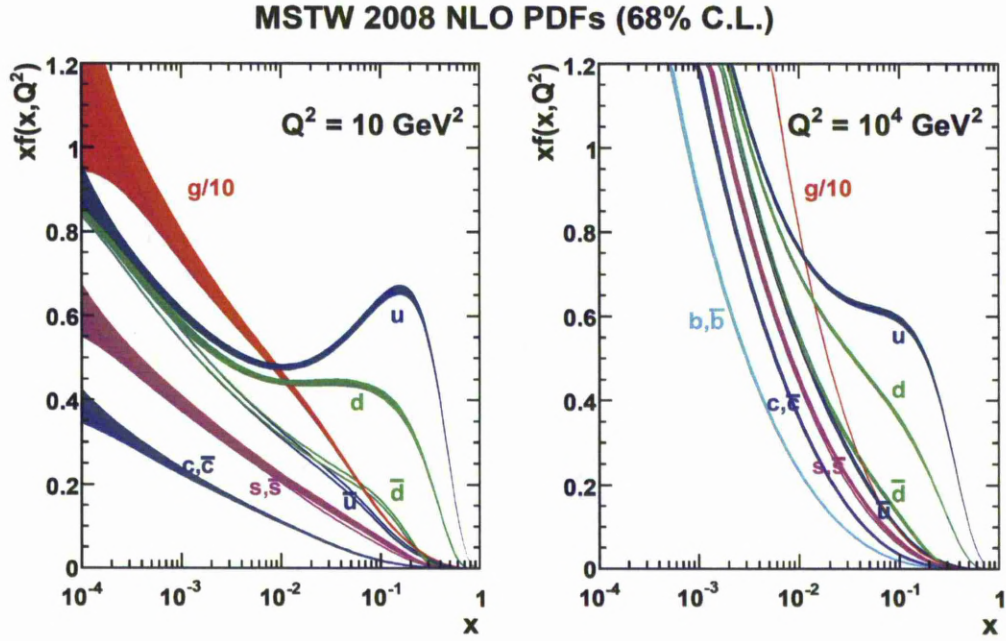 MSTW 2008 NLO PDFs (68% C.L.)
xf(x,Q²)
1.2
1
0.8
0.6
0.4
0.2
0
Q² = 10 GeV²
g/10
u
d
c,c̄
s,s̄
ū
d̄
10⁻⁴
10⁻³
10⁻²
10⁻¹
1
x
xf(x,Q²)
1.2
1
0.8
0.6
0.4
0.2
0
Q² = 10⁴ GeV²
g/10
b,b̄
u
d
c,c̄
s,s̄
d̄
ū
10⁻⁴
10⁻³
10⁻²
10⁻¹
1
x